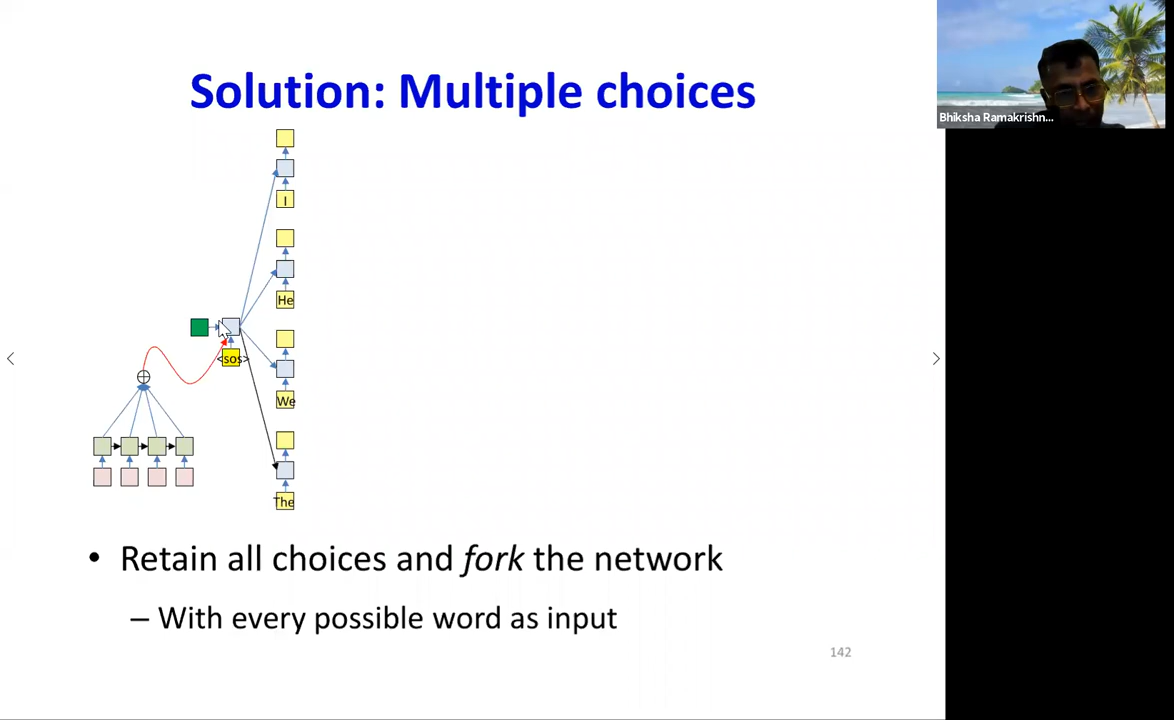 Solution: Multiple choices
Bhiksha Ramakrishn...
I
He
<sos>
We
The
• Retain all choices and fork the network
– With every possible word as input
142